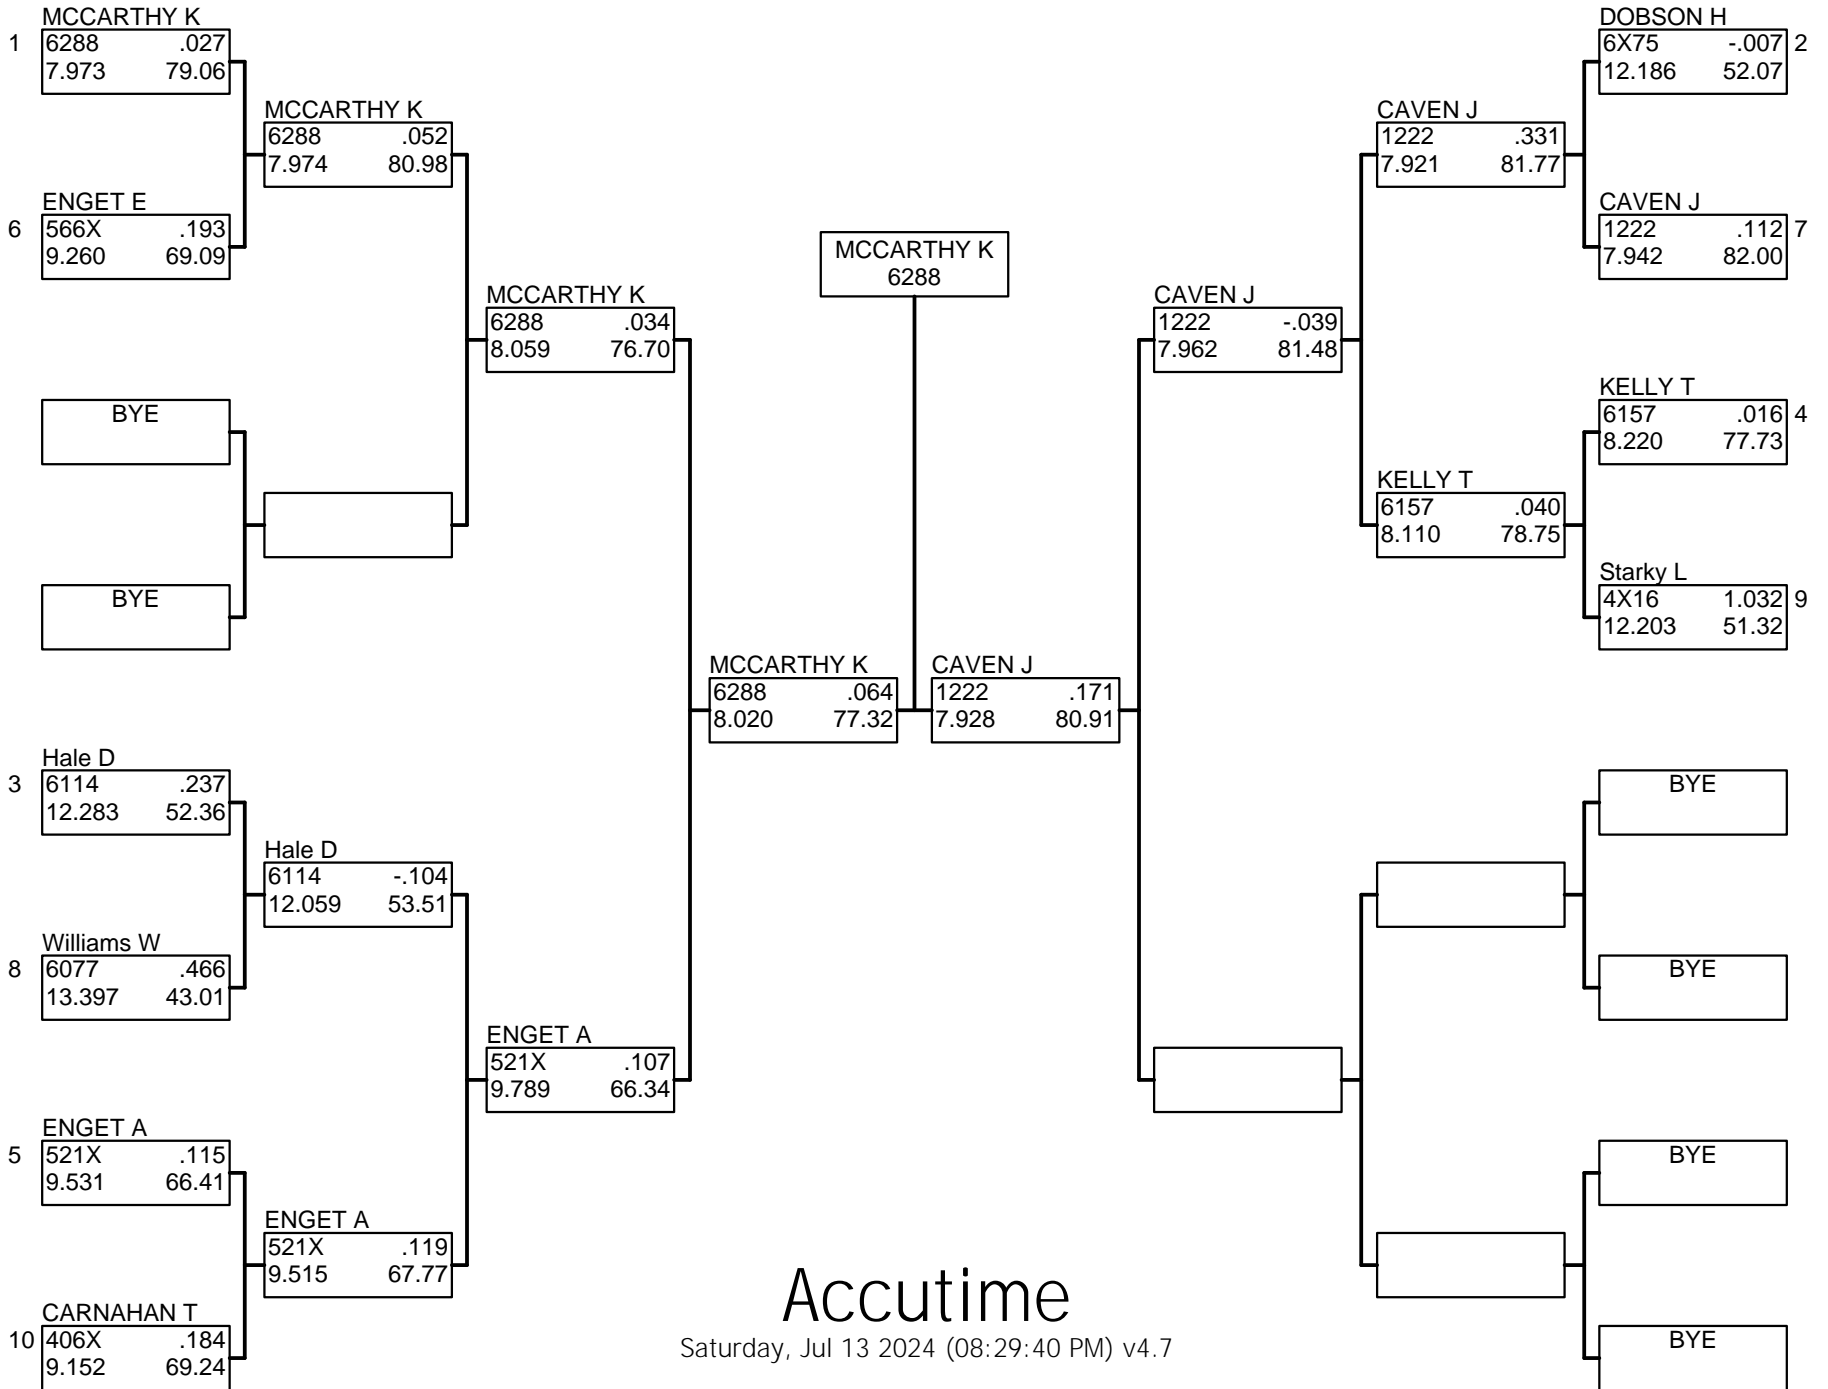 MCCARTHY K
1 6288 .027
7.973 79.06
ENGET E
6 566X .193
9.260 69.09
BYE
BYE
Hale D
3 6114 .237
12.283 52.36
Williams W
8 6077 .466
13.397 43.01
ENGET A
5 521X .115
9.531 66.41
CARNAHAN T
10 406X .184
9.152 69.24
MCCARTHY K
6288 .052
7.974 80.98
Hale D
6114 -.104
12.059 53.51
ENGET A
521X .119
9.515 67.77
MCCARTHY K
6288 .034
8.059 76.70
ENGET A
521X .107
9.789 66.34
MCCARTHY K
6288 .064
8.020 77.32
MCCARTHY K
6288
CAVEN J
1222 .171
7.928 80.91
CAVEN J
1222 -.039
7.962 81.48
CAVEN J
1222 .331
7.921 81.77
KELLY T
6157 .040
8.110 78.75
DOBSON H
6X75 -.007 2
12.186 52.07
CAVEN J
1222 .112 7
7.942 82.00
KELLY T
6157 .016 4
8.220 77.73
Starky L
4X16 1.032 9
12.203 51.32
BYE
BYE
BYE
BYE
Accutime
Saturday, Jul 13 2024 (08:29:40 PM) v4.7